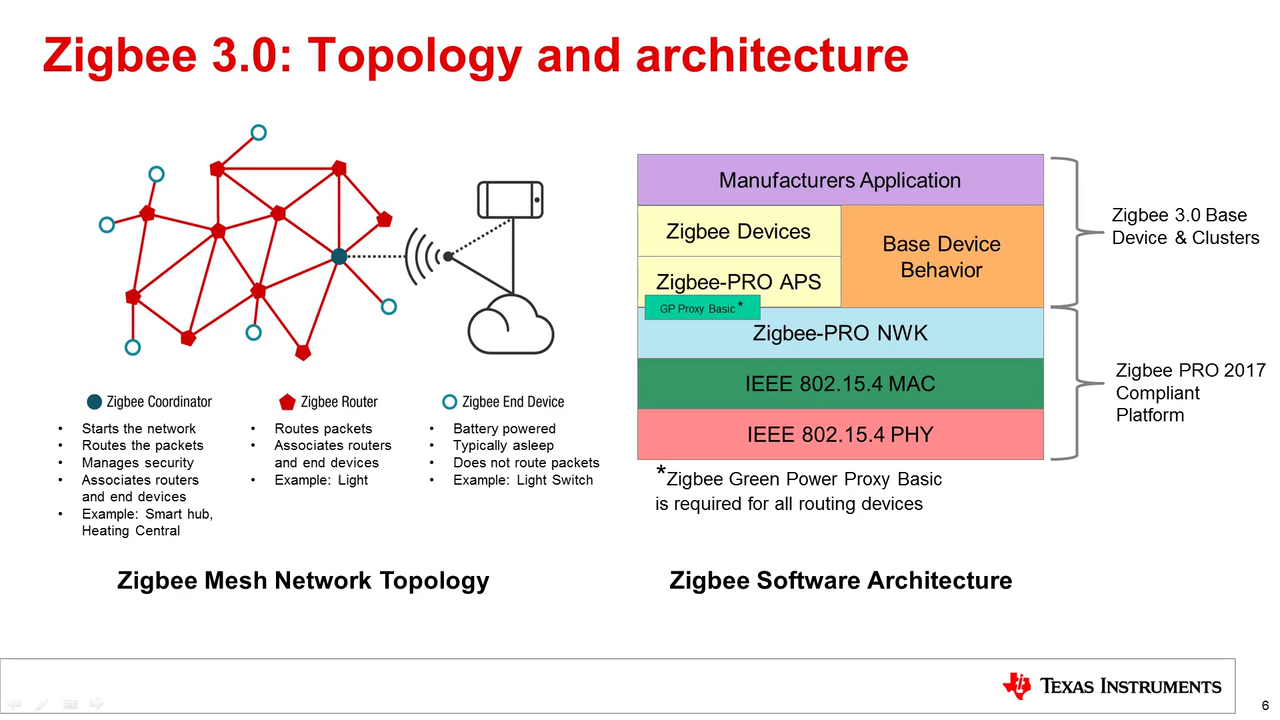 Zigbee 3.0: Topology and architecture
Zigbee Coordinator
• Starts the network
• Routes the packets
• Manages security
• Associates routers
and end devices
• Example: Smart hub,
Heating Central
Zigbee Router
• Routes packets
• Associates routers
and end devices
• Example: Light
Zigbee End Device
• Battery powered
• Typically asleep
• Does not route packets
• Example: Light Switch
Zigbee Mesh Network Topology
Manufacturers Application
Zigbee Devices
Zigbee-PRO APS
Base Device
Behavior
GP Proxy Basic*
Zigbee-PRO NWK
IEEE 802.15.4 MAC
IEEE 802.15.4 PHY
Zigbee 3.0 Base
Device & Clusters
Zigbee PRO 2017
Compliant
Platform
*Zigbee Green Power Proxy Basic
is required for all routing devices
Zigbee Software Architecture
TEXAS INSTRUMENTS
6